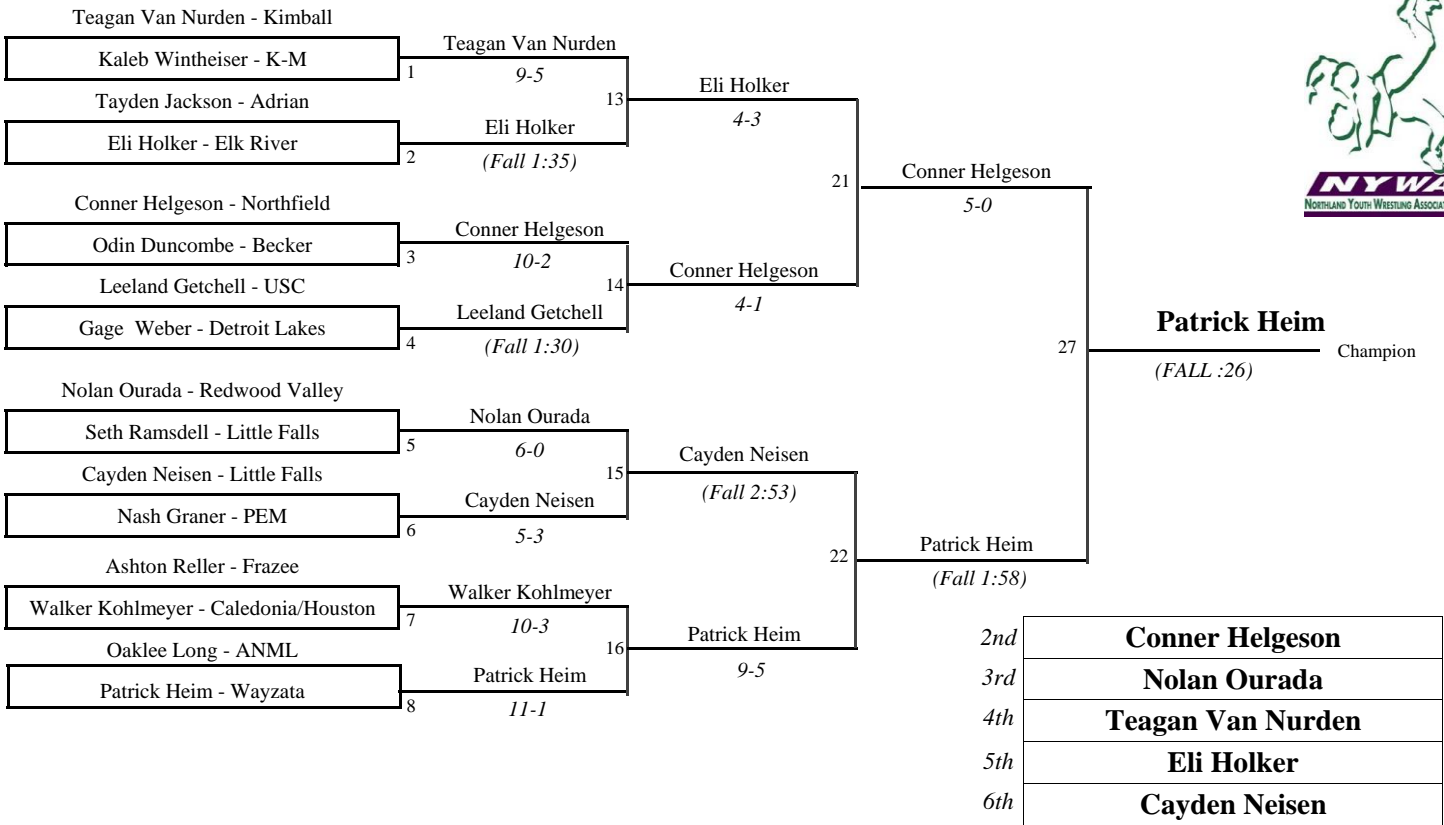 Teagan Van Nurden - Kimball
Kaleb Wintheiser - K-M
1
Teagan Van Nurden
9-5
Tayden Jackson - Adrian
Eli Holker - Elk River
2
Eli Holker
(Fall 1:35)
13
Eli Holker
4-3
Conner Helgeson - Northfield
Odin Duncombe - Becker
3
Conner Helgeson
10-2
Leeland Getchell - USC
Gage Weber - Detroit Lakes
4
Leeland Getchell
(Fall 1:30)
14
Conner Helgeson
4-1
21
Conner Helgeson
5-0
Nolan Ourada - Redwood Valley
Seth Ramsdell - Little Falls
5
Nolan Ourada
6-0
Cayden Neisen - Little Falls
Nash Graner - PEM
6
Cayden Neisen
5-3
15
Cayden Neisen
(Fall 2:53)
Ashton Reller - Frazee
Walker Kohlmeyer - Caledonia/Houston
7
Walker Kohlmeyer
10-3
Oaklee Long - ANML
Patrick Heim - Wayzata
8
Patrick Heim
11-1
16
Patrick Heim
9-5
22
Patrick Heim
(Fall 1:58)
27
Patrick Heim
(FALL :26)
Champion
NYWA
NORTHLAND YOUTH WRESTLING
2nd Conner Helgeson
3rd Nolan Ourada
4th Teagan Van Nurden
5th Eli Holker
6th Cayden Neisen